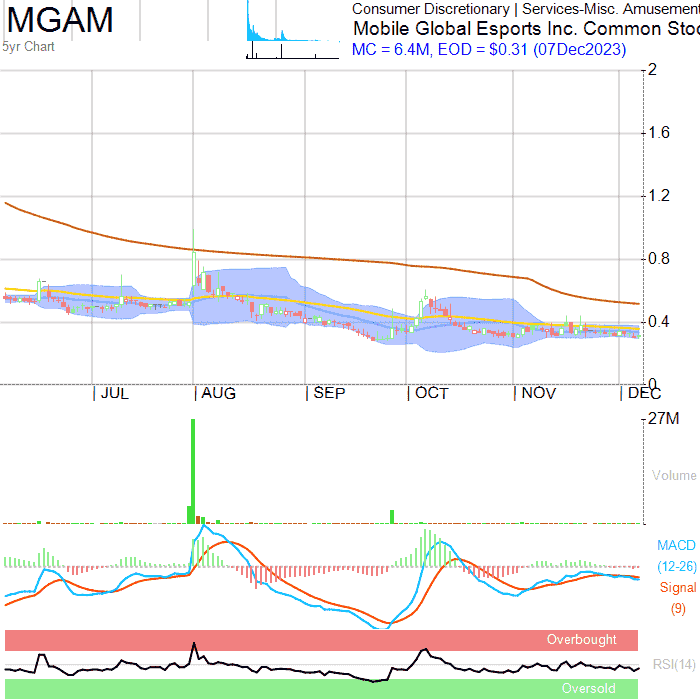 MGAM
5yr Chart
Consumer Discretionary | Services-Misc. Amusement
Mobile Global Esports Inc. Common Stoc
MC = 6.4M, EOD = $0.31 (07Dec2023)
2
1.6
1.2
0.8
0.4
0
JUL
AUG
SEP
OCT
NOV
DEC
27M
Volume
MACD
(12-26)
Signal
(9)
Overbought
RSI(14)
Oversold